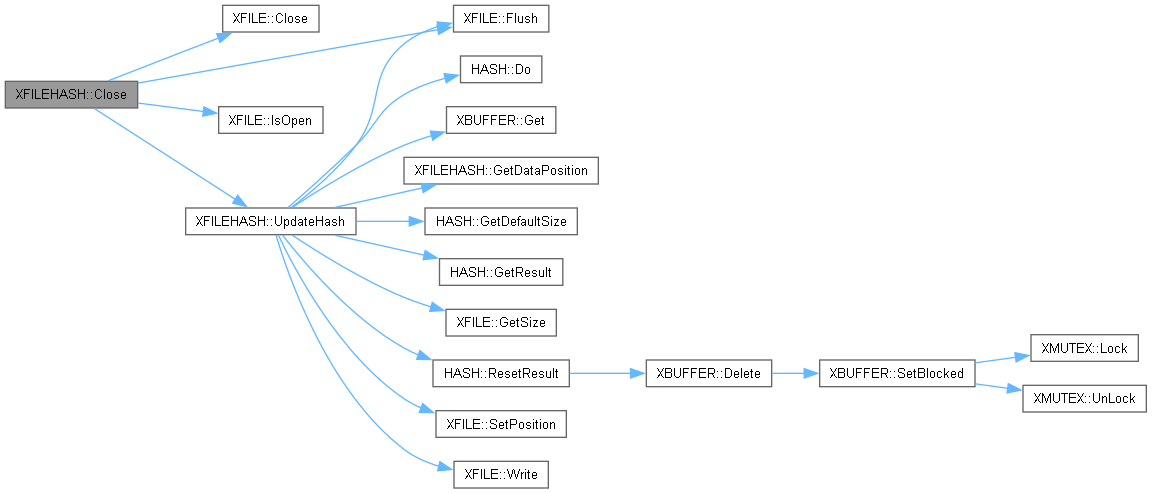 XFILEHASH::Close
XFILE::Close
XFILE::IsOpen
XFILEHASH::UpdateHash
XFILE::Flush
HASH::Do
XBUFFER::Get
XFILEHASH::GetDataPosition
HASH::GetDefaultSize
HASH::GetResult
XFILE::GetSize
HASH::ResetResult
XFILE::SetPosition
XFILE::Write
XBUFFER::Delete
XBUFFER::SetBlocked
XMUTEX::Lock
XMUTEX::UnLock